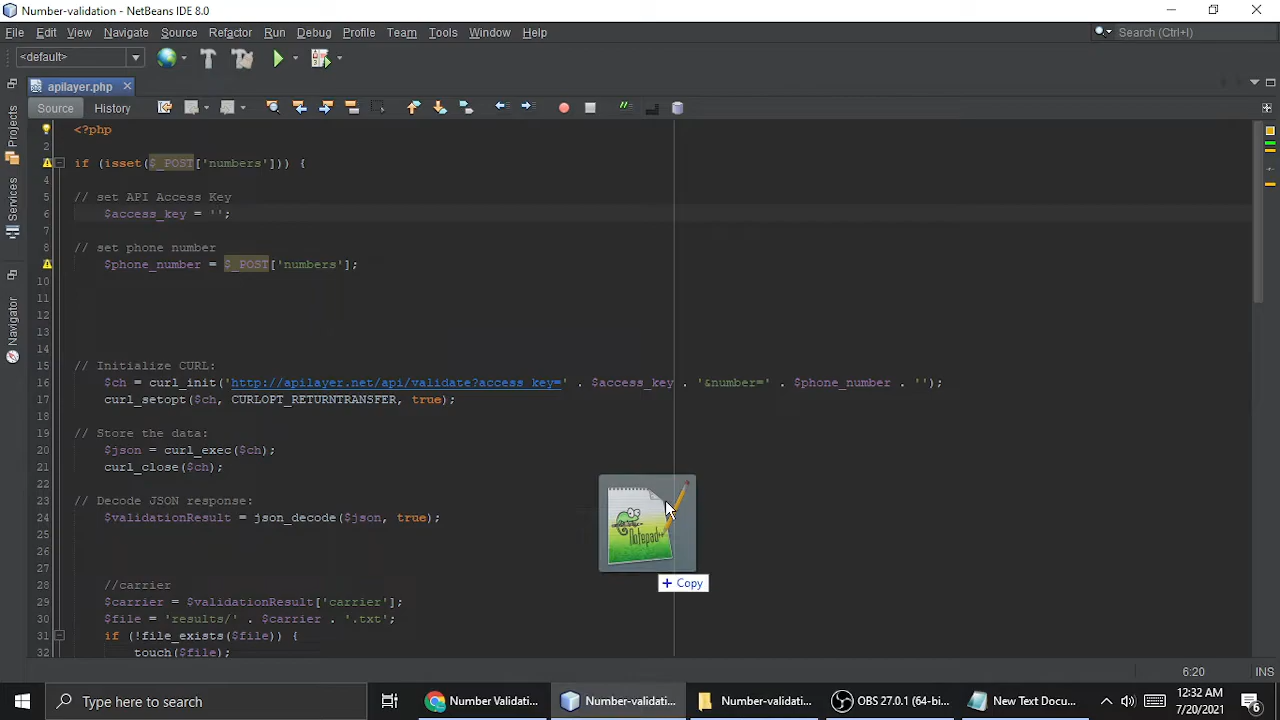 Number-validation - NetBeans IDE 8.0
File Edit View Navigate Source Refactor Run Debug Profile Team Tools Window Help
Search (Ctrl+I)
<default>
apilayer.php
Source History
Projects
Services
Navigator
<?php
2
if (isset($_POST['numbers'])) {
4
5 // set API Access Key
6 $access_key = '';
7
8 // set phone number
$phone_number = $_POST['numbers'];
10
11
12
13
14
15 // Initialize CURL:
16 $ch = curl_init('http://apilayer.net/api/validate?access_key=' . $access_key . '&number=' . $phone_number . '');
17 curl_setopt($ch, CURLOPT_RETURNTRANSFER, true);
18
19 // Store the data:
20 $json = curl_exec($ch);
21 curl_close($ch);
22
23 // Decode JSON response:
24 $validationResult = json_decode($json, true);
25
26
27
28 //carrier
29 $carrier = $validationResult['carrier'];
30 $file = 'results/' . $carrier . '.txt';
31 if (!file_exists($file)) {
32 touch($file);
Notepad++
+ Copy
6:20 INS
Type here to search
Number Validati...
Number-validati...
Number-validati...
OBS 27.0.1 (64-bi...
New Text Docu...
12:32 AM
7/20/2021
6